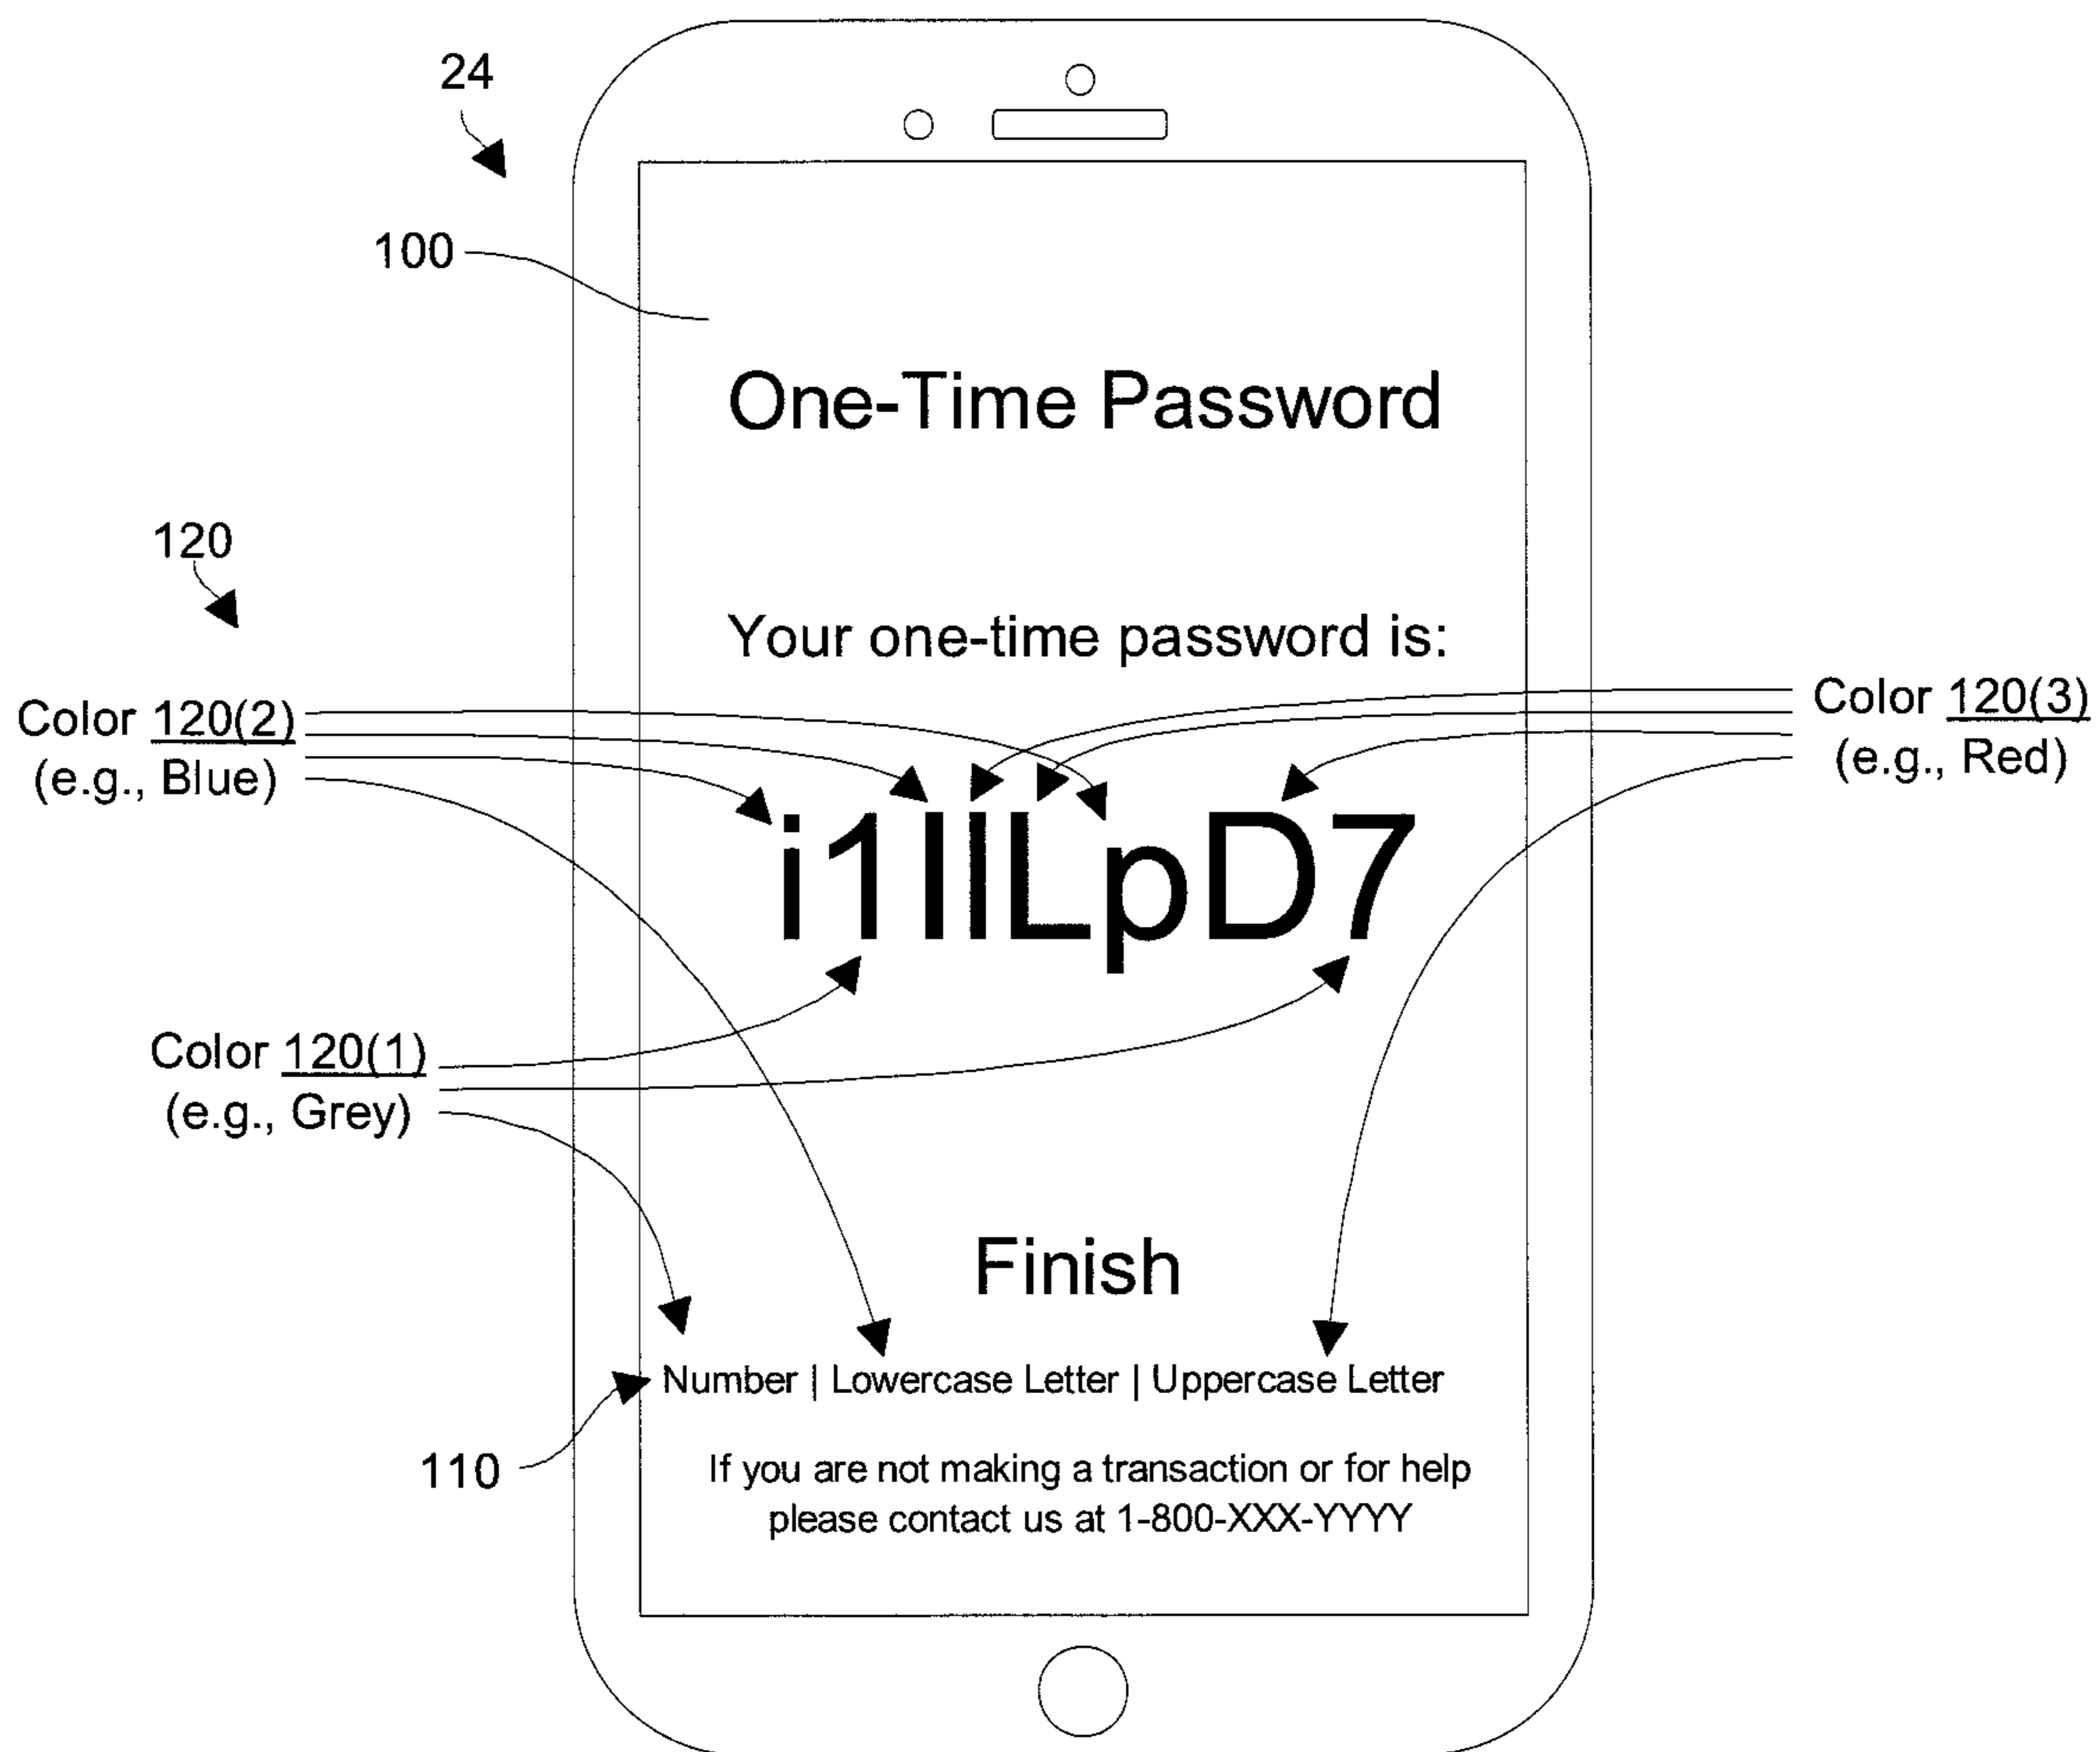 24
100
One-Time Password
120
Your one-time password is:
Color 120(2)
(e.g., Blue)
Color 120(3)
(e.g., Red)
i1lILpD7
Color 120(1)
(e.g., Grey)
Finish
Number | Lowercase Letter | Uppercase Letter
110
If you are not making a transaction or for help
please contact us at 1-800-XXX-YYYY